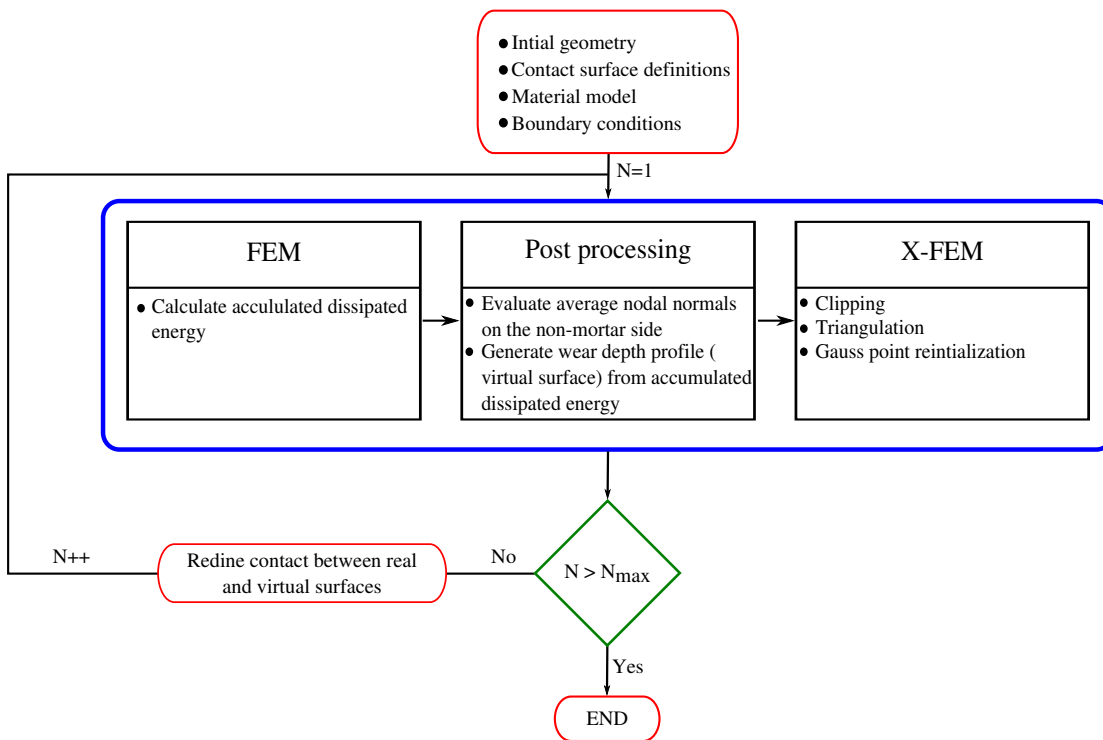 ● Intial geometry
● Contact surface definitions
● Material model
● Boundary conditions
N=1
FEM
● Calculate accululated dissipated
energy
Post processing
● Evaluate average nodal normals
on the non-mortar side
● Generate wear depth profile (
virtual surface) from accumulated
dissipated energy
X-FEM
● Clipping
● Triangulation
● Gauss point reintialization
N > Nmax
No
Redine contact between real
and virtual surfaces
N++
Yes
END